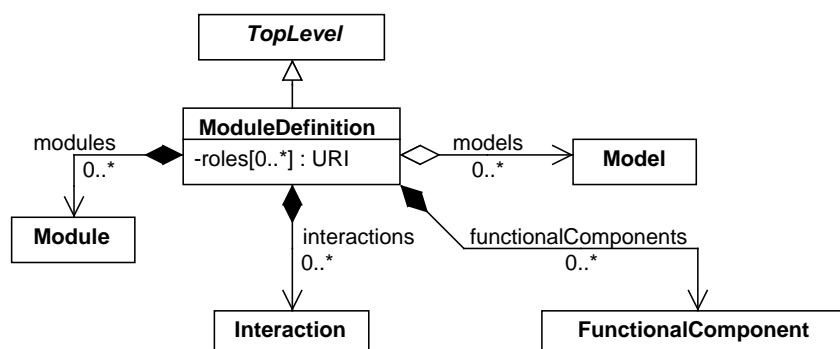 TopLevel
ModuleDefinition
-roles[0..*] : URI
modules
0..*
models
0..*
Model
Module
interactions
0..*
functionalComponents
0..*
Interaction
FunctionalComponent